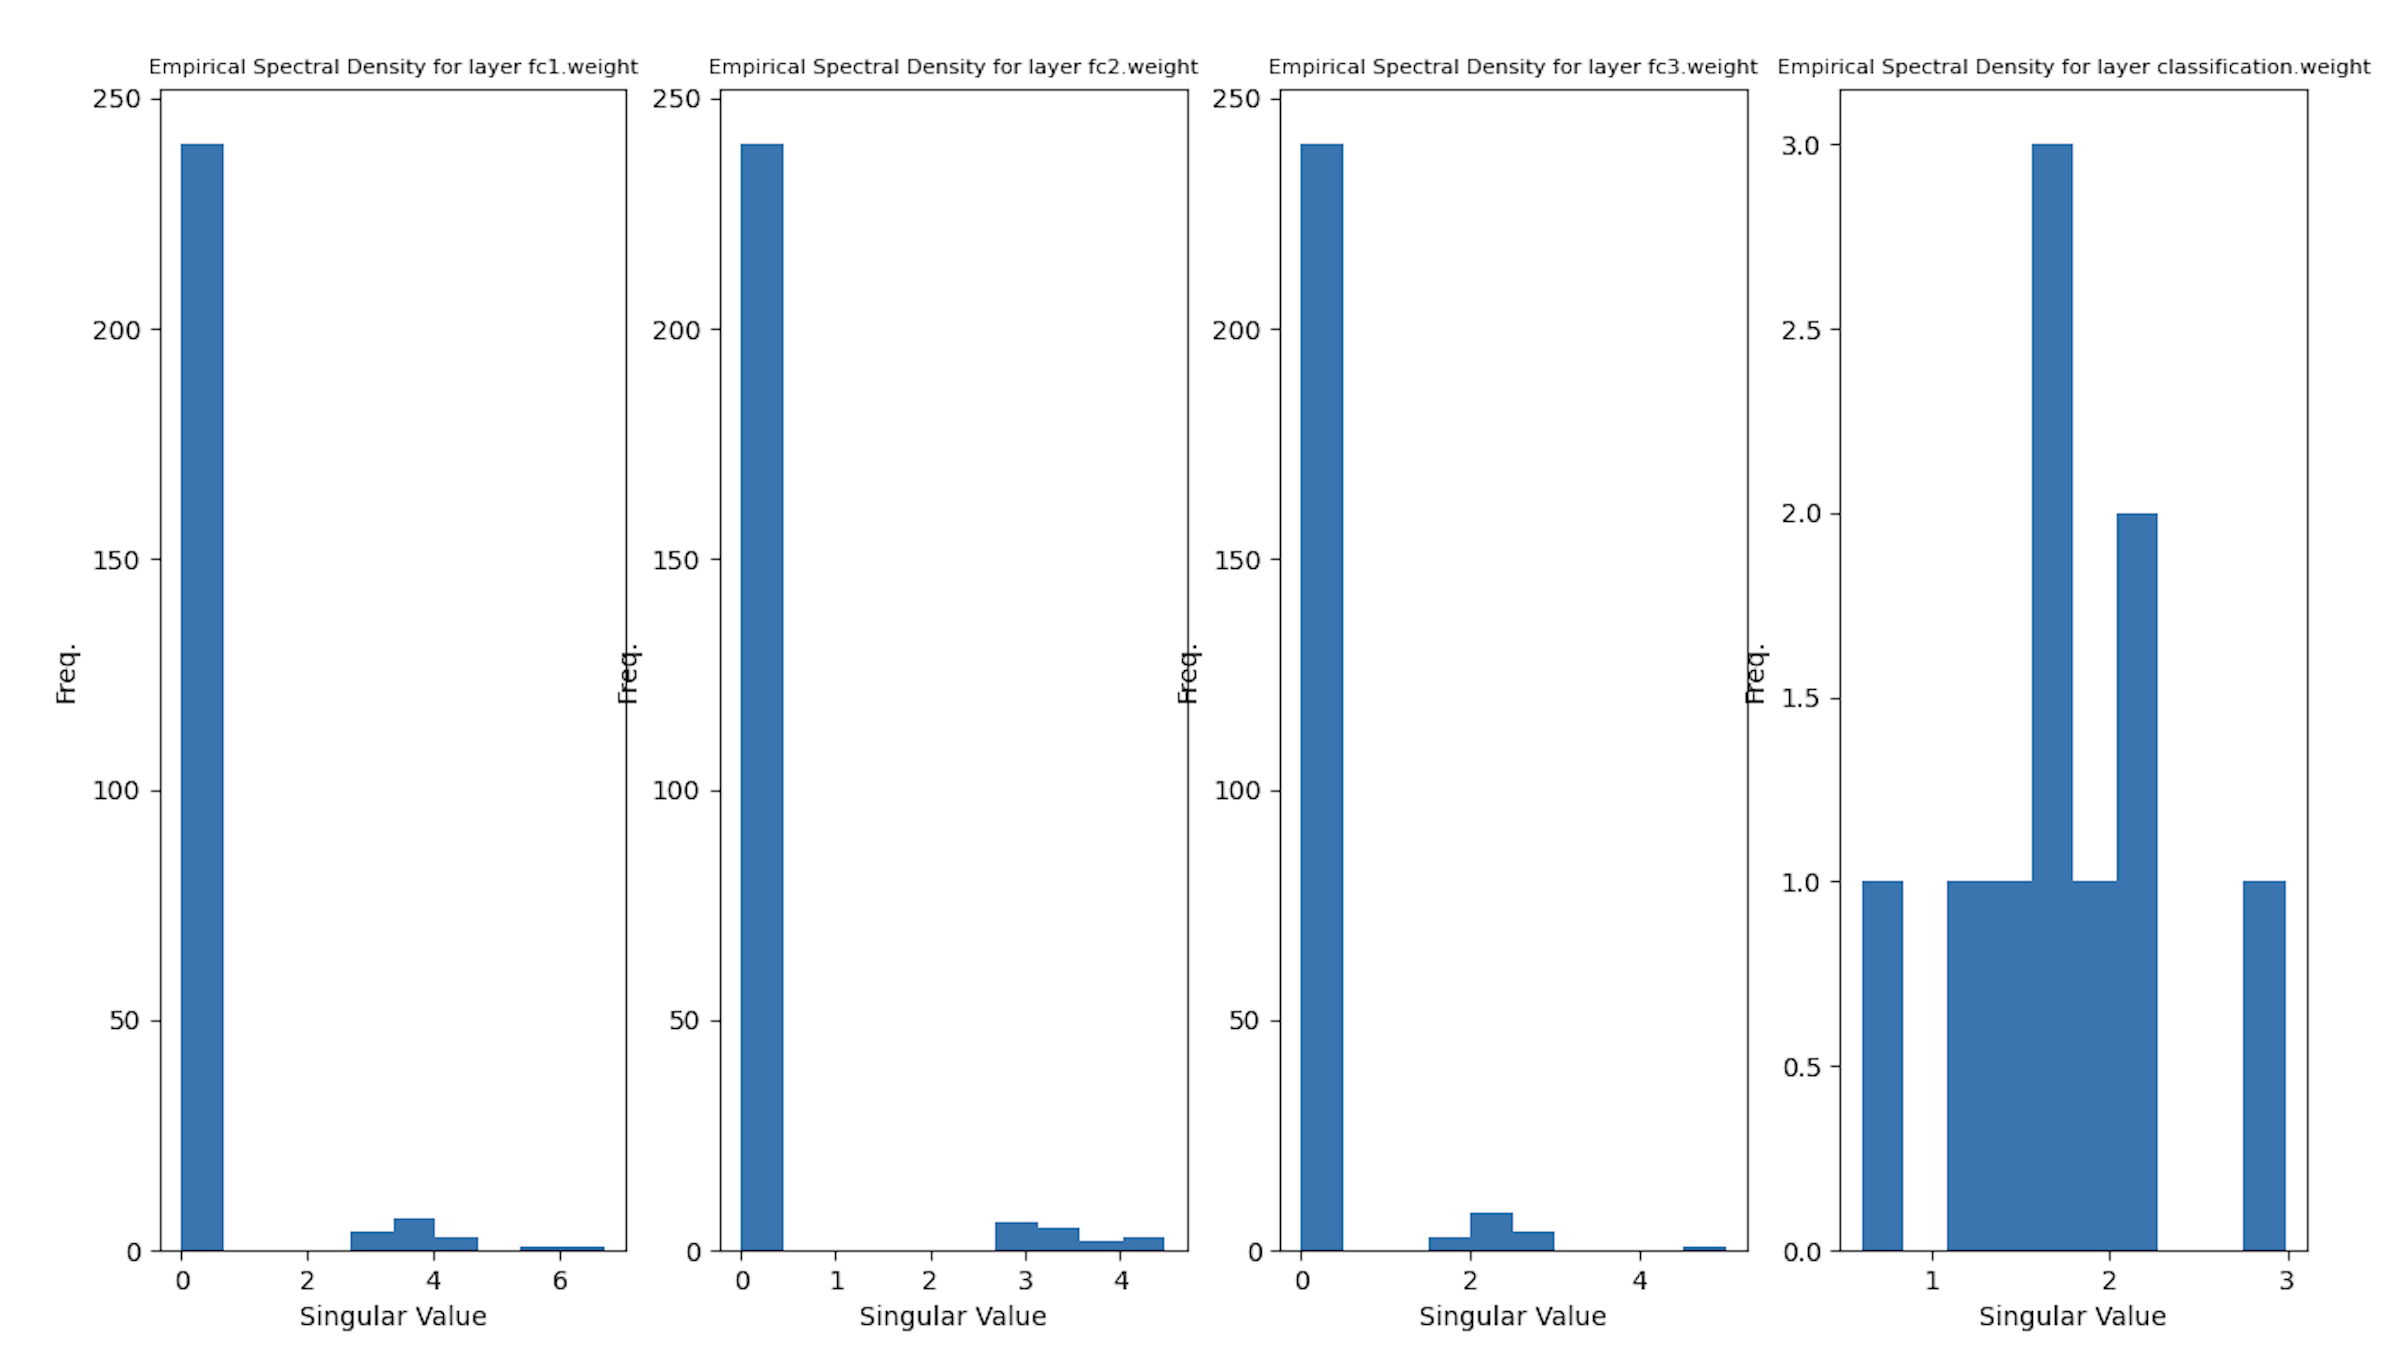 Empirical Spectral Density for layer fc1.weight
250
200
150
100
50
0
Freq.
0 2 4 6
Singular Value
Empirical Spectral Density for layer fc2.weight
250
200
150
100
50
0
Freq.
0 1 2 3 4
Singular Value
Empirical Spectral Density for layer fc3.weight
250
200
150
100
50
0
Freq.
0 2 4
Singular Value
Empirical Spectral Density for layer classification.weight
3.0
2.5
2.0
1.5
1.0
0.5
0.0
Freq.
1 2 3
Singular Value